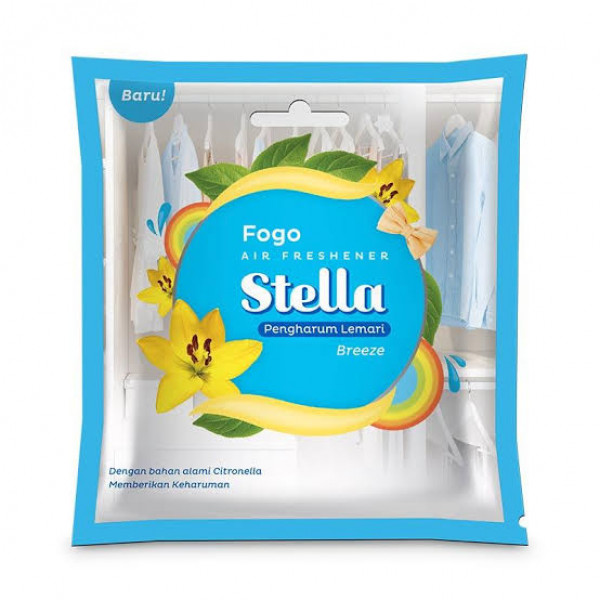 Baru!
Fogo
AIR FRESHENER
Stella
Pengharum Lemari
Breeze
Dengan bahan alami Citronella
Memberikan Keharuman